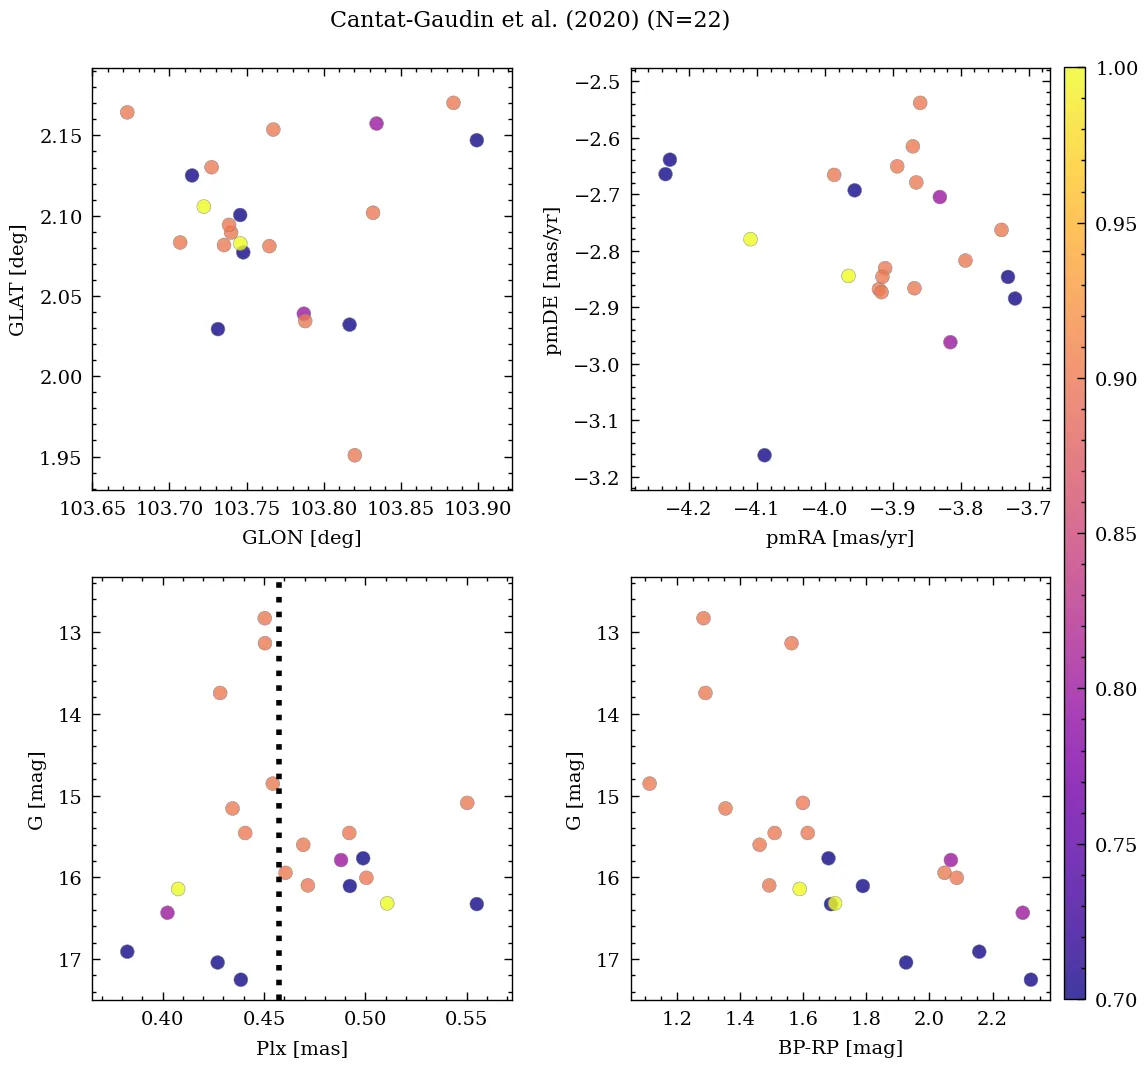 Cantat-Gaudin et al. (2020) (N=22)
2.15
2.10
2.05
2.00
1.95
GLAT [deg]
103.65 103.70 103.75 103.80 103.85 103.90
GLON [deg]
−2.5
−2.6
−2.7
−2.8
−2.9
−3.0
−3.1
−3.2
pmDE [mas/yr]
−4.2 −4.1 −4.0 −3.9 −3.8 −3.7
pmRA [mas/yr]
13
14
15
16
17
G [mag]
0.40 0.45 0.50 0.55
Plx [mas]
13
14
15
16
17
G [mag]
1.2 1.4 1.6 1.8 2.0 2.2
BP-RP [mag]
1.00
0.95
0.90
0.85
0.80
0.75
0.70